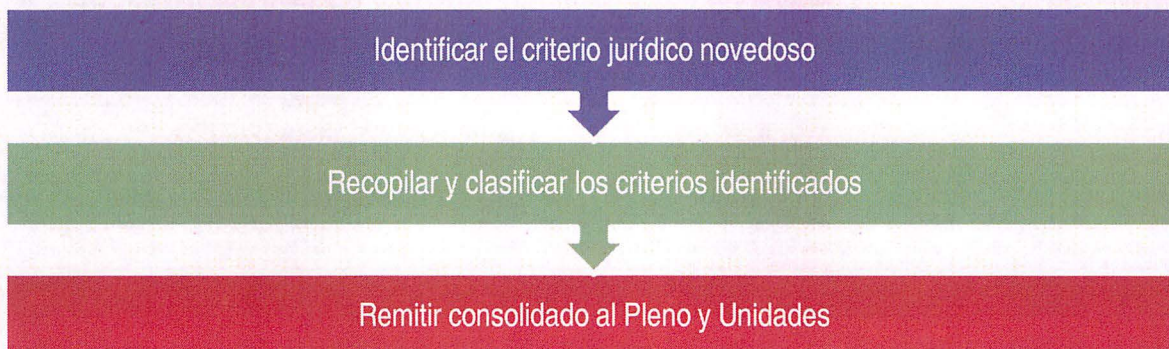 Identificar el criterio jurídico novedoso
Recopilar y clasificar los criterios identificados
Remitir consolidado al Pleno y Unidades